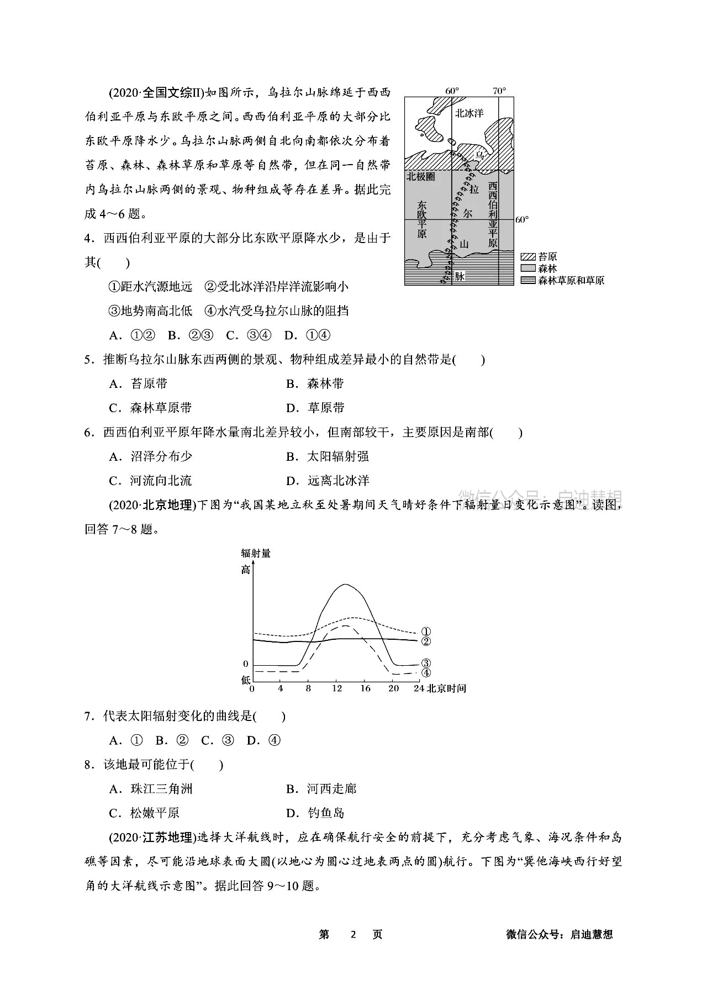 (2020·全国文综Ⅱ)如图所示，乌拉尔山脉绵延于西西
伯利亚平原与东欧平原之间。西西伯利亚平原的大部分比
东欧平原降水少。乌拉尔山脉两侧自北向南都依次分布着
苔原、森林、森林草原和草原等自然带，但在同一自然带
内乌拉尔山脉两侧的景观、物种组成等存在差异。据此完
成 4～6 题。
60° 70°
北冰洋
乌
北极圈
拉
尔
山
脉
东欧平原
西西伯利亚平原
60°
苔原
森林
森林草原和草原
4．西西伯利亚平原的大部分比东欧平原降水少，是由于
其(　　)
①距水汽源地远　②受北冰洋沿岸洋流影响小
③地势南高北低　④水汽受乌拉尔山脉的阻挡
A．①②　B．②③　C．③④　D．①④
5．推断乌拉尔山脉东西两侧的景观、物种组成差异最小的自然带是(　　)
A．苔原带　B．森林带
C．森林草原带　D．草原带
6．西西伯利亚平原年降水量南北差异较小，但南部较干，主要原因是南部(　　)
A．沼泽分布少　B．太阳辐射强
C．河流向北流　D．远离北冰洋
微信公众号：启迪慧想
(2020·北京地理)下图为“我国某地立秋至处暑期间天气晴好条件下辐射量日变化示意图”。读图，
回答 7～8 题。
辐射量
高
①
②
0
③
④
低
0 4 8 12 16 20 24 北京时间
7．代表太阳辐射变化的曲线是(　　)
A．①　B．②　C．③　D．④
8．该地最可能位于(　　)
A．珠江三角洲　B．河西走廊
C．松嫩平原　D．钓鱼岛
(2020·江苏地理)选择大洋航线时，应在确保航行安全的前提下，充分考虑气象、海况条件和岛
礁等因素，尽可能沿地球表面大圆(以地心为圆心过地表两点的圆)航行。下图为“巽他海峡西行好望
角的大洋航线示意图”。据此回答 9～10 题。
第 2 页
微信公众号：启迪慧想